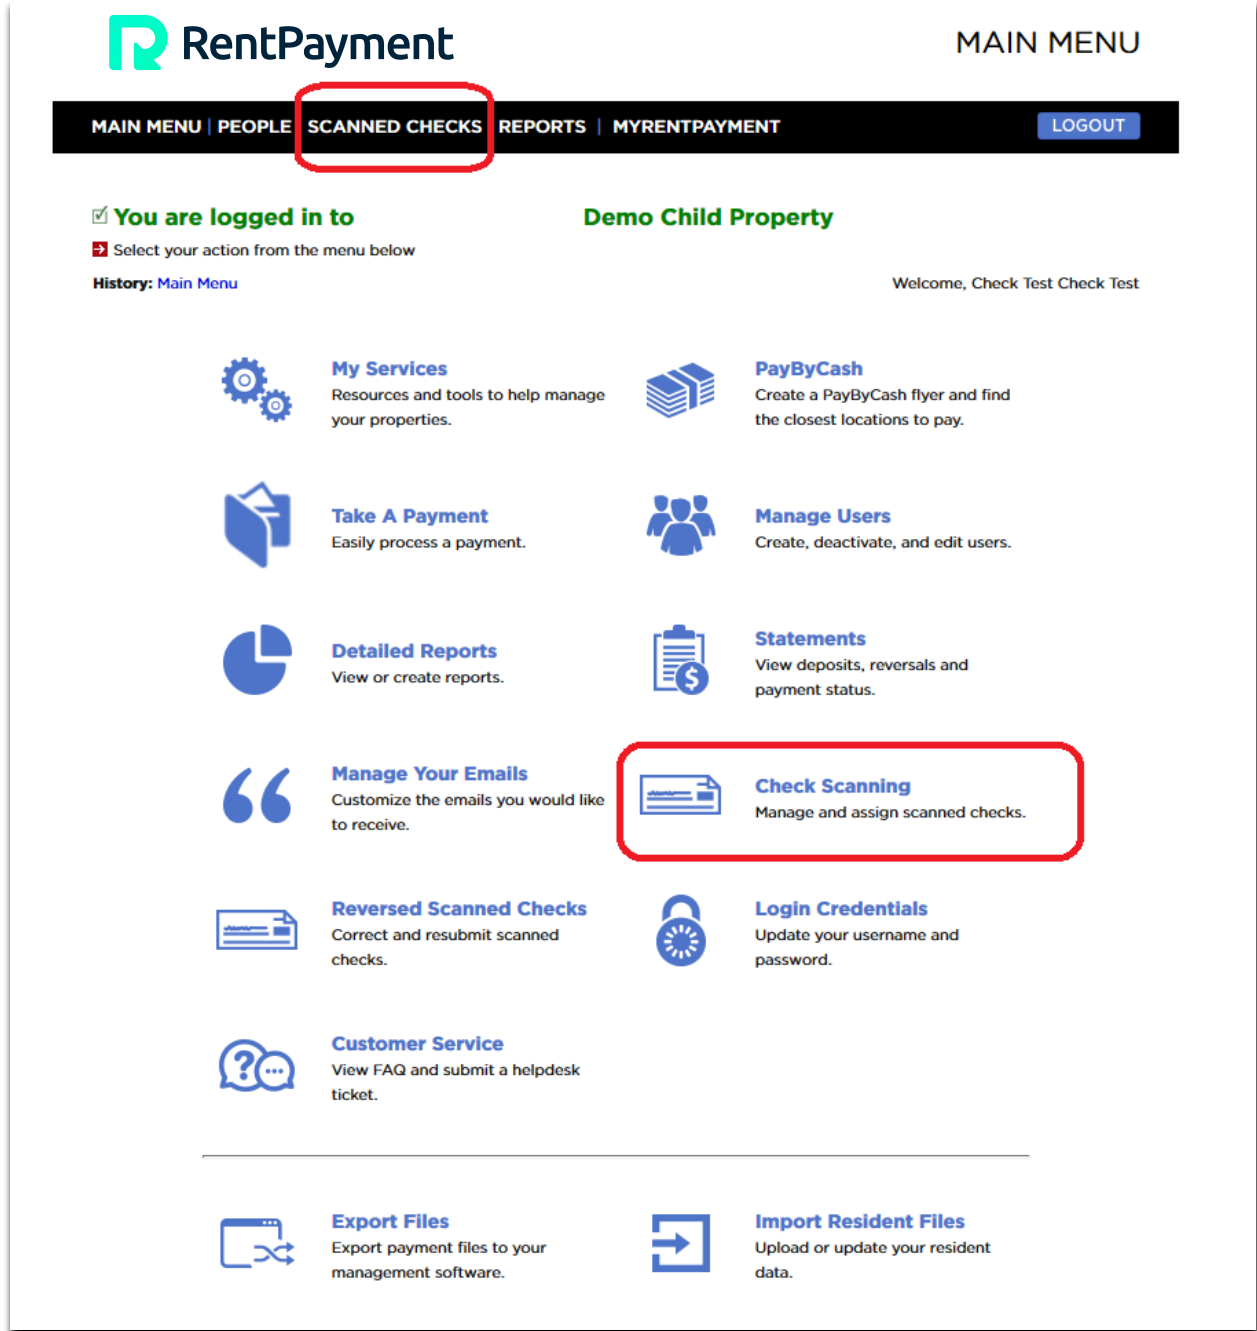 RentPayment
MAIN MENU
MAIN MENU | PEOPLE SCANNED CHECKS REPORTS | MYRENTPAYMENT LOGOUT
You are logged in to Demo Child Property
Select your action from the menu below
History: Main Menu Welcome, Check Test Check Test
My Services
Resources and tools to help manage
your properties.
PayByCash
Create a PayByCash flyer and find
the closest locations to pay.
Take A Payment
Easily process a payment.
Manage Users
Create, deactivate, and edit users.
Detailed Reports
View or create reports.
Statements
View deposits, reversals and
payment status.
Manage Your Emails
Customize the emails you would like
to receive.
Check Scanning
Manage and assign scanned checks.
Reversed Scanned Checks
Correct and resubmit scanned
checks.
Login Credentials
Update your username and
password.
Customer Service
View FAQ and submit a helpdesk
ticket.
Export Files
Export payment files to your
management software.
Import Resident Files
Upload or update your resident
data.